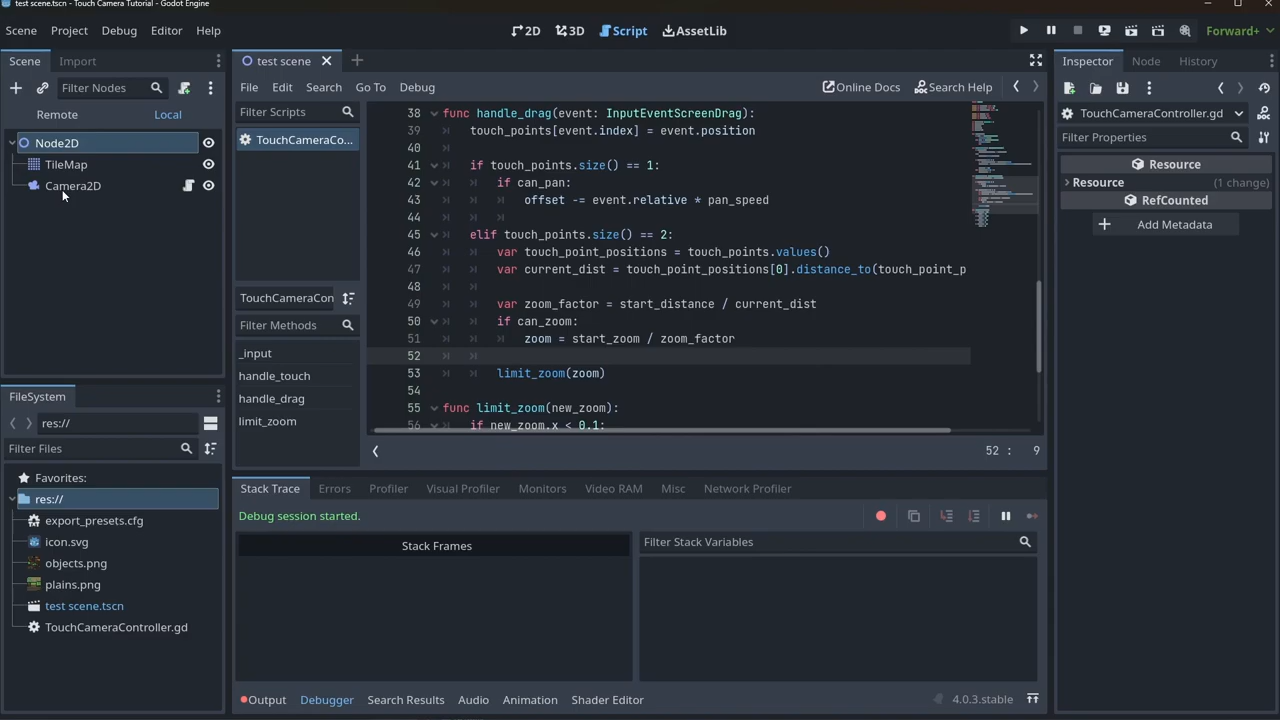 test scene.tscn - Touch Camera Tutorial - Godot Engine
Scene Project Debug Editor Help
2D 3D Script AssetLib
Forward+
Scene Import
Filter Nodes
Remote Local
Node2D
TileMap
Camera2D
FileSystem
res://
Filter Files
Favorites:
res://
export_presets.cfg
icon.svg
objects.png
plains.png
test scene.tscn
TouchCameraController.gd
test scene
File Edit Search Go To Debug
Online Docs Search Help
Filter Scripts
TouchCameraCo...
TouchCameraCon
Filter Methods
_input
handle_touch
handle_drag
limit_zoom
38 func handle_drag(event: InputEventScreenDrag):
39 touch_points[event.index] = event.position
40
41 if touch_points.size() == 1:
42 if can_pan:
43 offset -= event.relative * pan_speed
44
45 elif touch_points.size() == 2:
46 var touch_point_positions = touch_points.values()
47 var current_dist = touch_point_positions[0].distance_to(touch_point_p
48
49 var zoom_factor = start_distance / current_dist
50 if can_zoom:
51 zoom = start_zoom / zoom_factor
52
53 limit_zoom(zoom)
54
55 func limit_zoom(new_zoom):
56 if new_zoom.x < 0.1:
52 : 9
Stack Trace Errors Profiler Visual Profiler Monitors Video RAM Misc Network Profiler
Debug session started.
Stack Frames
Filter Stack Variables
Output Debugger Search Results Audio Animation Shader Editor
4.0.3.stable
Inspector Node History
TouchCameraController.gd
Filter Properties
Resource
Resource (1 change)
RefCounted
Add Metadata